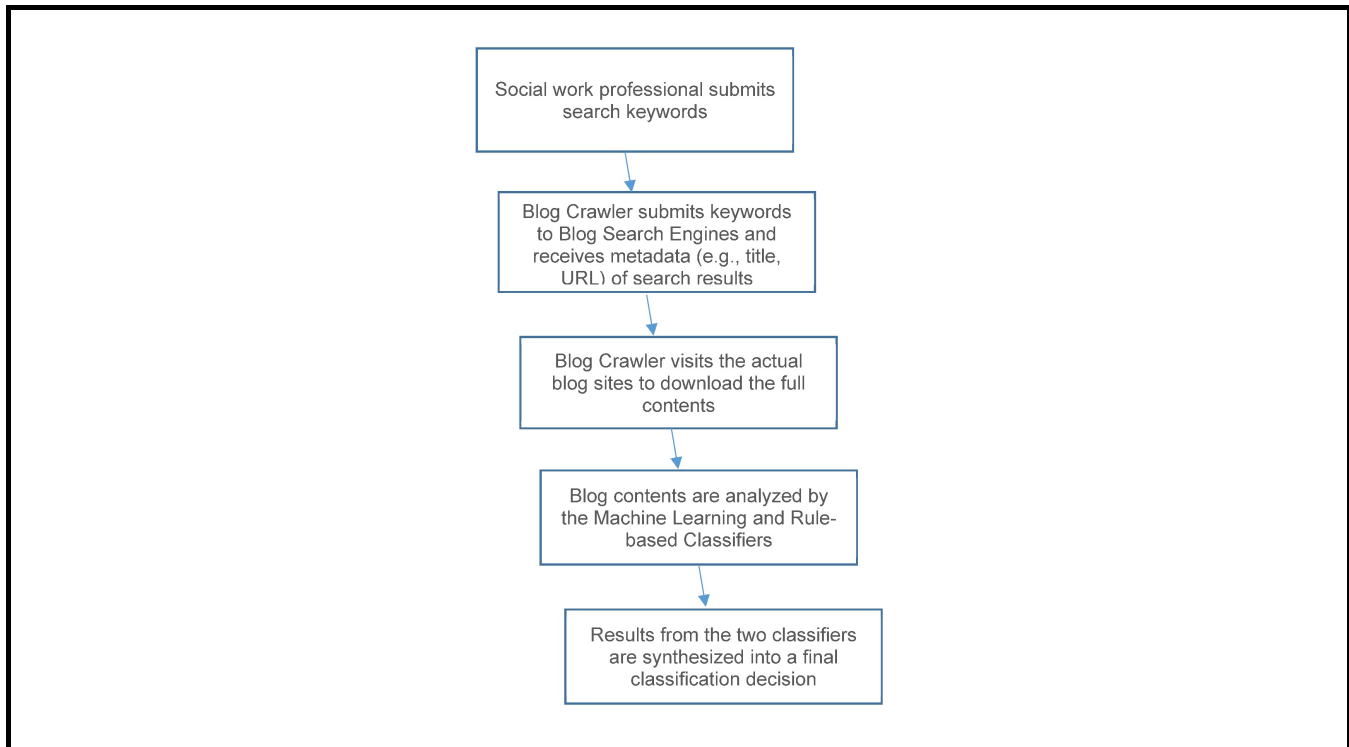 Social work professional submits
search keywords
Blog Crawler submits keywords
to Blog Search Engines and
receives metadata (e.g., title,
URL) of search results
Blog Crawler visits the actual
blog sites to download the full
contents
Blog contents are analyzed by
the Machine Learning and Rule-
based Classifiers
Results from the two classifiers
are synthesized into a final
classification decision